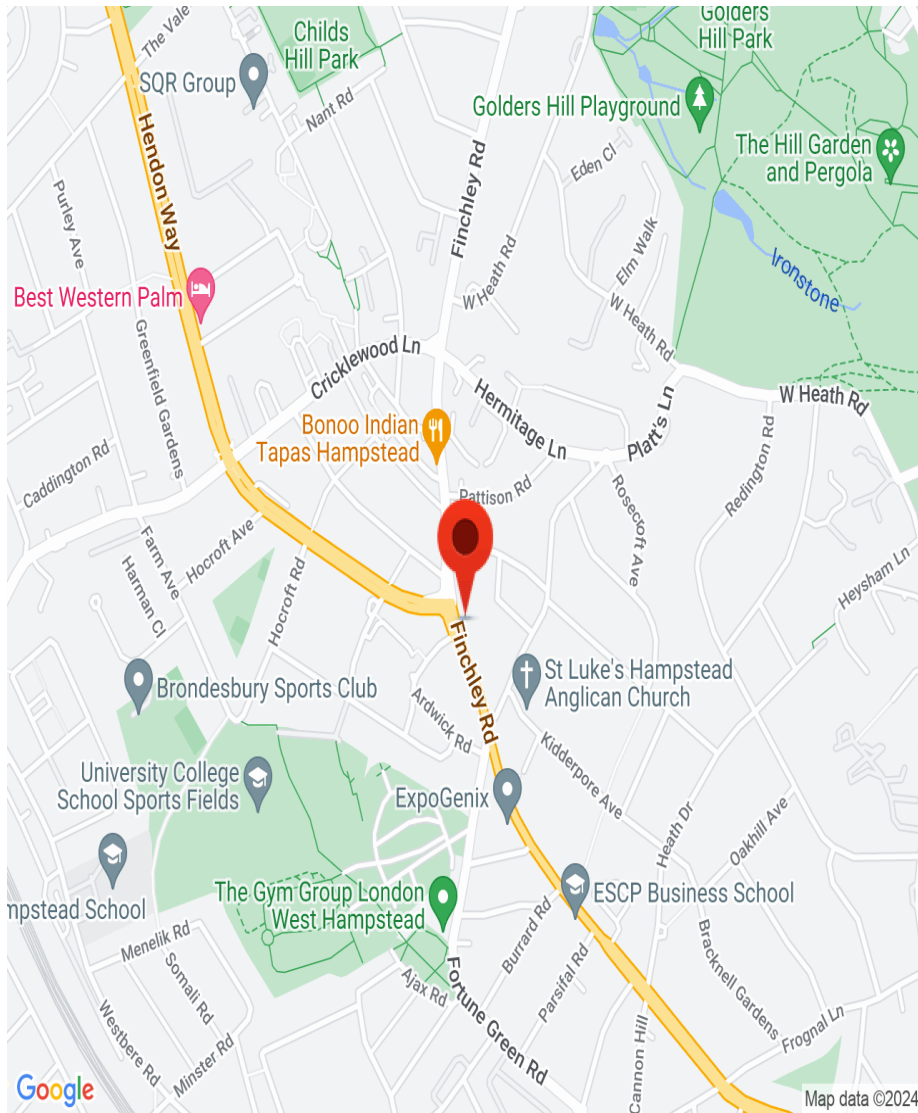 The Vale
Childs
Hill Park
Golders
Hill Park
SQR Group
Nant Rd
Golders Hill Playground
Hendon Way
Finchley Rd
Eden Cl
The Hill Garden
and Pergola
Purley Ave
Elm Walk
W Heath Rd
Ironstone
Best Western Palm
W Heath Rd
Greenfield Gardens
Cricklewood Ln
Hermitage Ln
Platt's Ln
W Heath Rd
Bonoo Indian
Tapas Hampstead
Redington Rd
Caddington Rd
Pattison Rd
Rosecroft Ave
Hocroft Ave
Farm Ave
Harman Cl
Hocroft Rd
Heysham Ln
Finchley Rd
St Luke's Hampstead
Anglican Church
Brondesbury Sports Club
Ardwick Rd
Kidderpore Ave
University College
School Sports Fields
ExpoGenix
Heath Dr
Oakhill Ave
mpstead School
The Gym Group London
West Hampstead
ESCP Business School
Menelik Rd
Burrard Rd
Parsifal Rd
Bracknell Gardens
Somali Rd
Ajax Rd
Fortune Green Rd
Westbere Rd
Minster Rd
Cannon Hill
Frognal Ln
Google
Map data ©2024